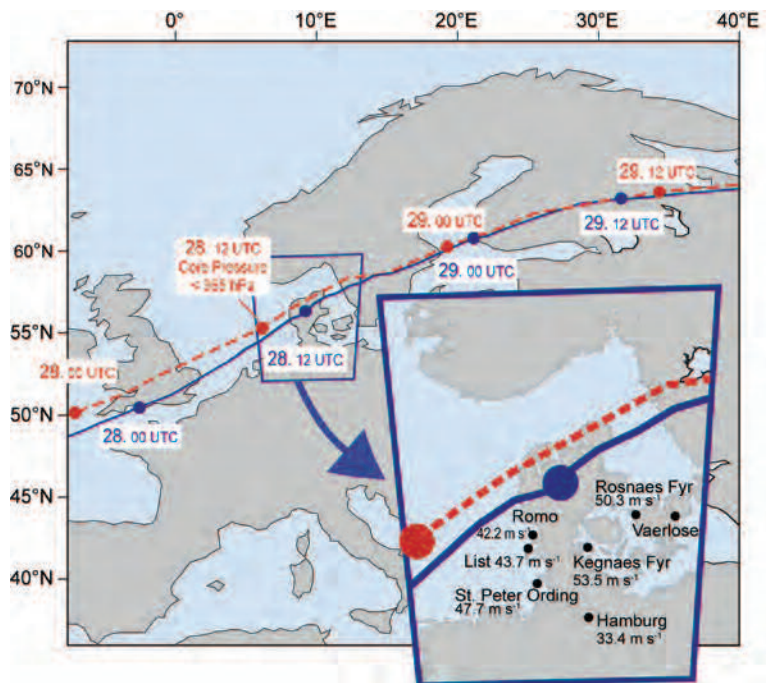 0° 10°E 20°E 30°E 40°E
70°N
65°N
60°N
55°N
50°N
45°N
40°N
29. 12 UTC
29. 00 UTC
29. 12 UTC
28. 12 UTC
Core Pressure
< 965 hPa
29. 00 UTC
28. 12 UTC
29. 00 UTC
28. 00 UTC
Rosnaes Fyr
50.3 m s-1
Romo
42.2 m s-1
Vaerlose
List 43.7 m s-1
Kegnaes Fyr
53.5 m s-1
St. Peter Ording
47.7 m s-1
Hamburg
33.4 m s-1